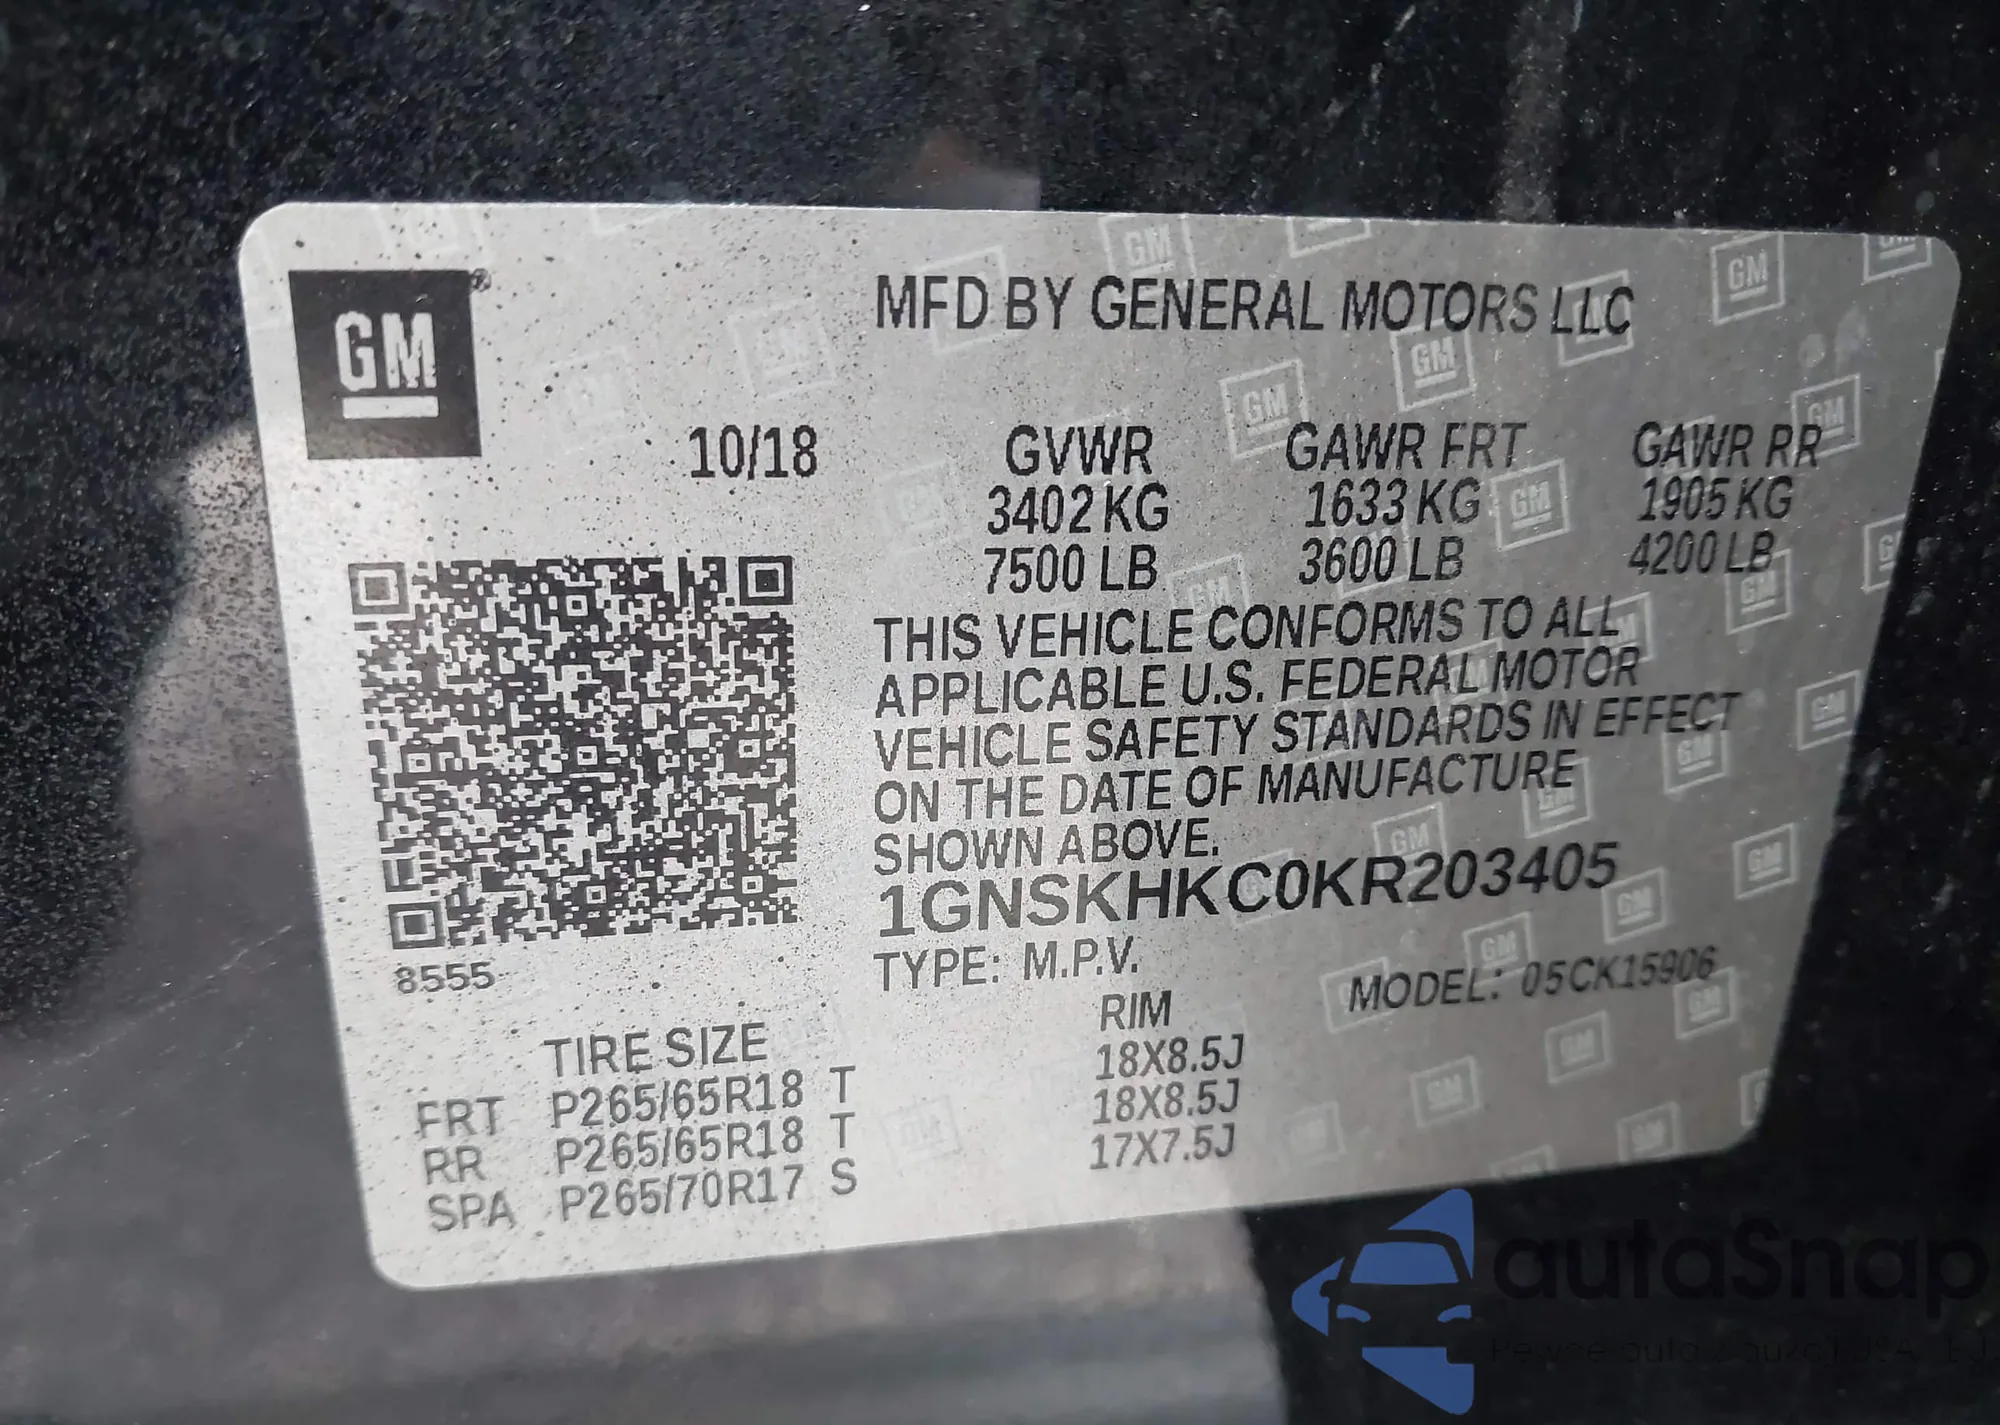 GM®
MFD BY GENERAL MOTORS LLC
10/18 GVWR GAWR FRT GAWR RR
3402 KG 1633 KG 1905 KG
7500 LB 3600 LB 4200 LB
THIS VEHICLE CONFORMS TO ALL
APPLICABLE U.S. FEDERAL MOTOR
VEHICLE SAFETY STANDARDS IN EFFECT
ON THE DATE OF MANUFACTURE
SHOWN ABOVE.
1GNSKHKC0KR203405
8555
TYPE: M.P.V. MODEL: 05CK15906
TIRE SIZE RIM
FRT P265/65R18 T 18X8.5J
RR P265/65R18 T 18X8.5J
SPA P265/70R17 S 17X7.5J
autaSnap